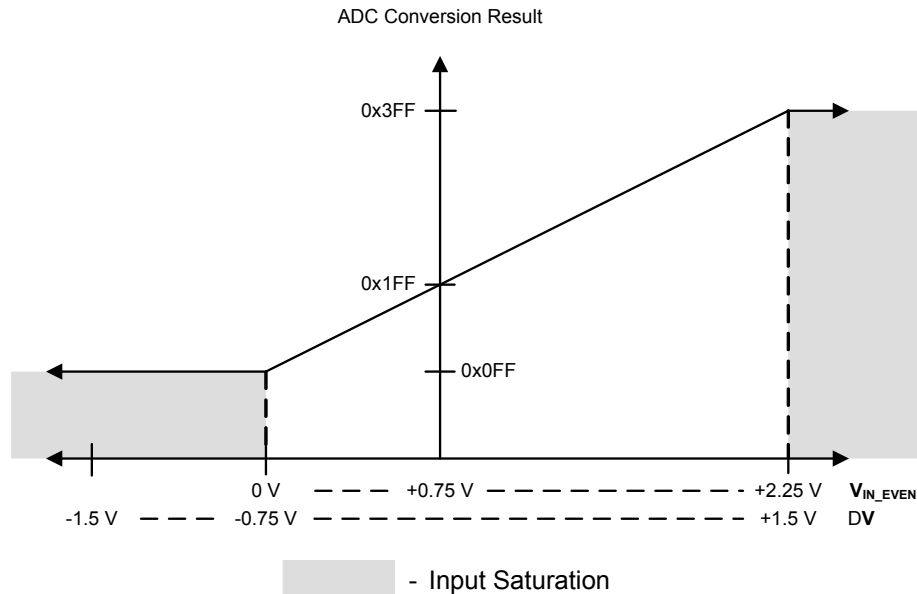 ADC Conversion Result
0x3FF
0x1FF
0x0FF
0 V +0.75 V +2.25 V VIN_EVEN
-1.5 V -0.75 V +1.5 V DV
- Input Saturation